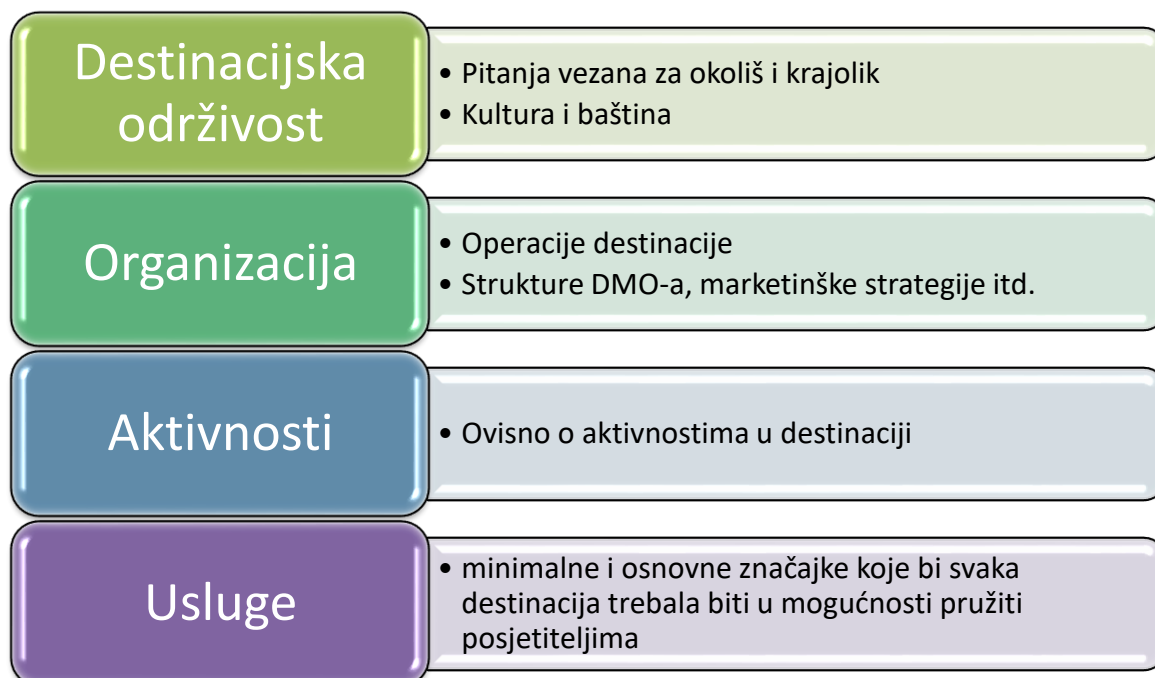 Destinacijska
održivost
• Pitanja vezana za okoliš i krajolik
• Kultura i baština
Organizacija
• Operacije destinacije
• Strukture DMO-a, marketinške strategije itd.
Aktivnosti
• Ovisno o aktivnostima u destinaciji
Usluge
• minimalne i osnovne značajke koje bi svaka
destinacija trebala biti u mogućnosti pružiti
posjetiteljima